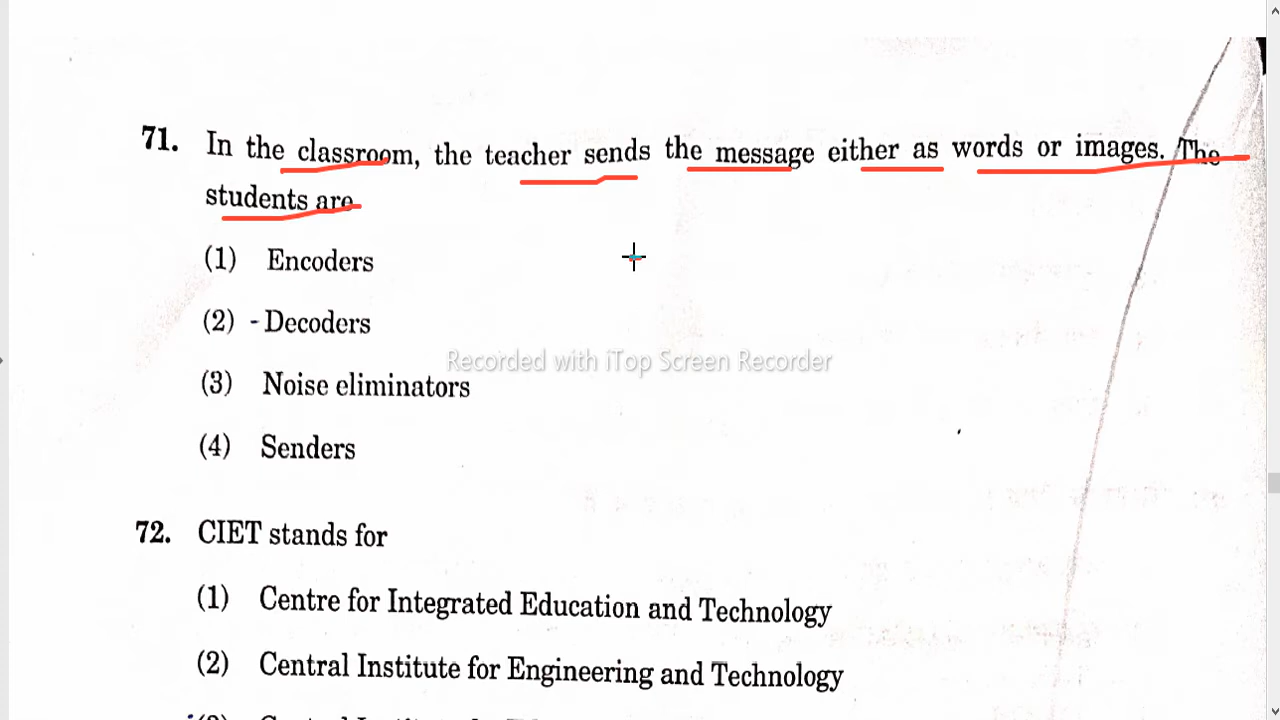 71. In the classroom, the teacher sends the message either as words or images. The
students are
(1) Encoders
(2) - Decoders
Recorded with iTop Screen Recorder
(3) Noise eliminators
(4) Senders
72. CIET stands for
(1) Centre for Integrated Education and Technology
(2) Central Institute for Engineering and Technology